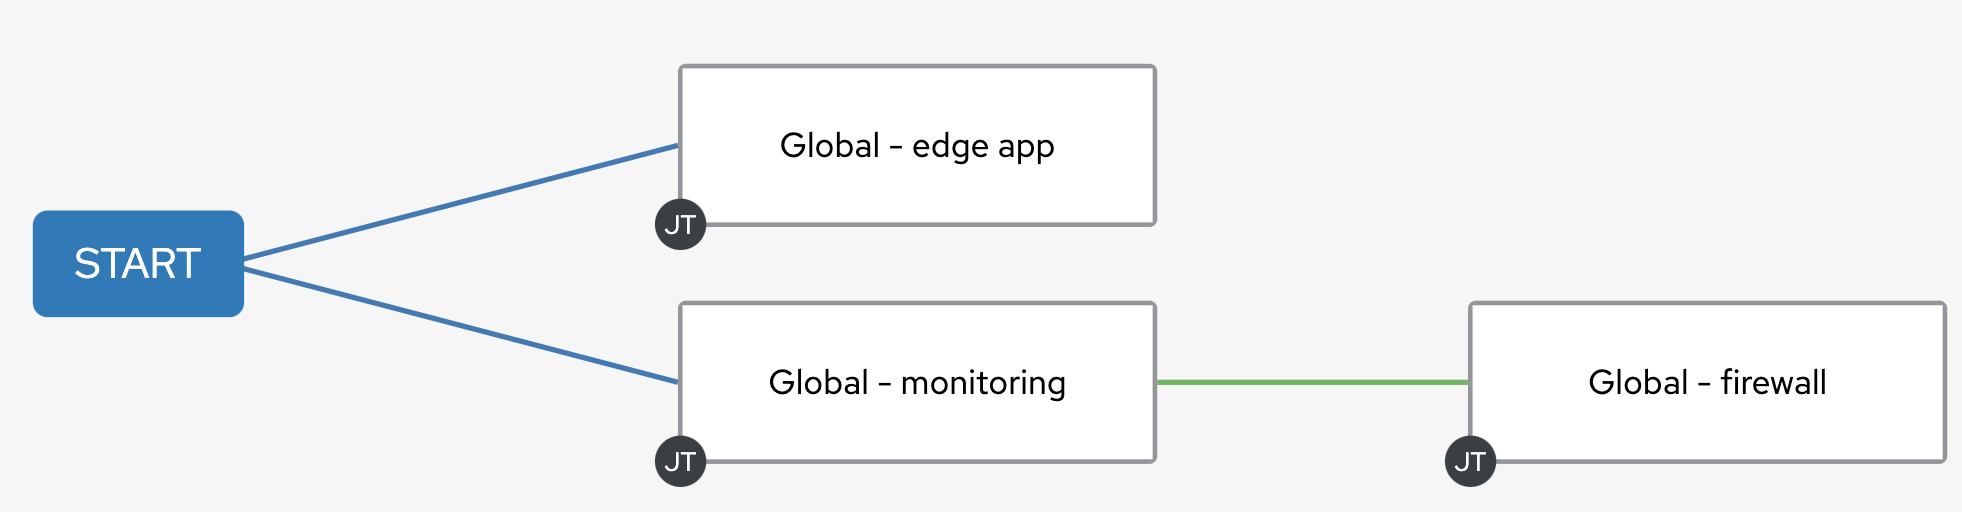 START
Global - edge app
JT
Global - monitoring
JT
Global - firewall
JT